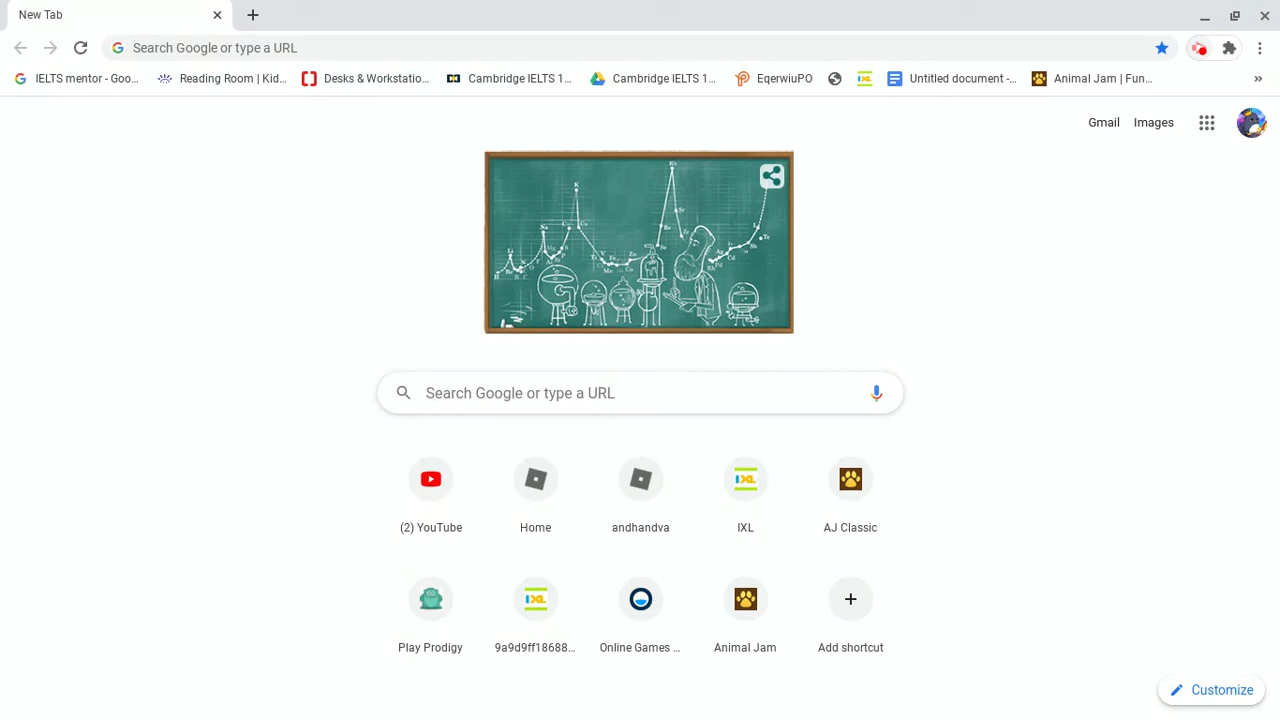 New Tab
Search Google or type a URL
IELTS mentor - Goo...
Reading Room | Kid...
Desks & Workstatio...
Cambridge IELTS 1...
Cambridge IELTS 1...
EqerwiuPO
Untitled document -...
Animal Jam | Fun...
»
Gmail
Images
Search Google or type a URL
(2) YouTube
Home
andhandva
IXL
AJ Classic
Play Prodigy
9a9d9ff18688...
Online Games ...
Animal Jam
Add shortcut
Customize